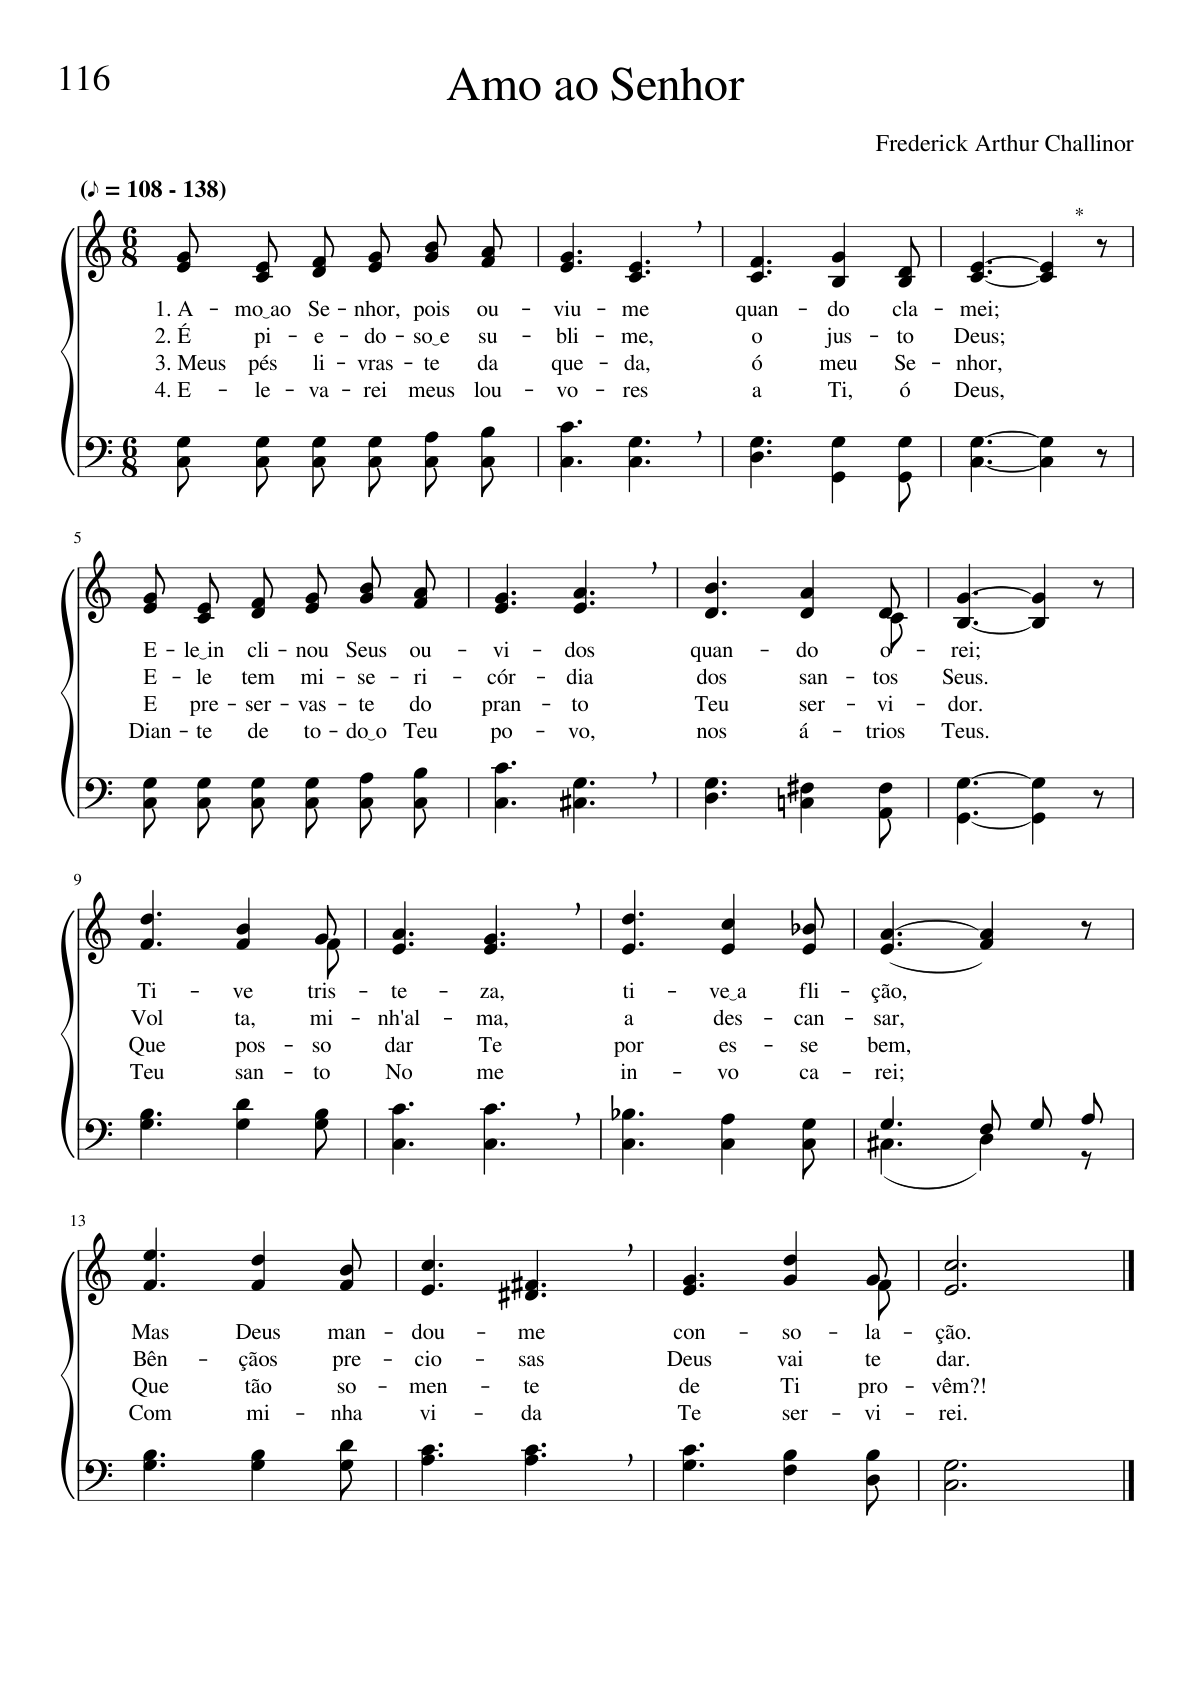 116
Amo ao Senhor
Frederick Arthur Challinor
(♪ = 108 - 138)
*
6
8
1. A - mo‿ao Se - nhor, pois ou - viu - me quan - do cla - mei;
2. É pi - e - do - so‿e su - bli - me, o jus - to Deus;
3. Meus pés li - vras - te da que - da, ó meu Se - nhor,
4. E - le - va - rei meus lou - vo - res a Ti, ó Deus,
6
8
5
E - le‿in cli - nou Seus ou - vi - dos quan - do o - rei;
E - le tem mi - se - ri - cór - dia dos san - tos Seus.
E pre - ser - vas - te do pran - to Teu ser - vi - dor.
Dian - te de to - do‿o Teu po - vo, nos á - trios Teus.
9
Ti - ve tris - te - za, ti - ve‿a fli - ção,
Vol ta, mi - nh'al - ma, a des - can - sar,
Que pos - so dar Te por es - se bem,
Teu san - to No me in - vo ca - rei;
13
Mas Deus man - dou - me con - so - la - ção.
Bên - çãos pre - cio - sas Deus vai te dar.
Que tão so - men - te de Ti pro - vêm?!
Com mi - nha vi - da Te ser - vi - rei.